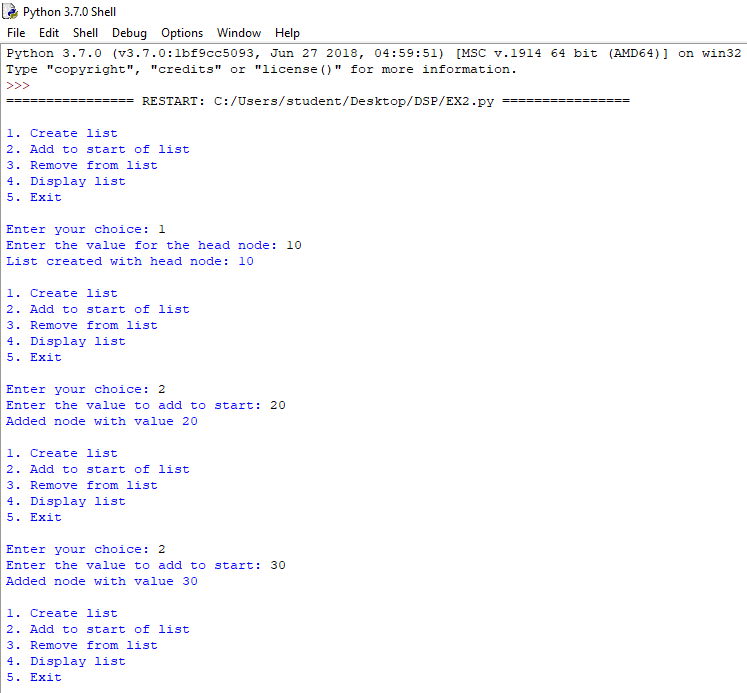 Python 3.7.0 Shell
File Edit Shell Debug Options Window Help
Python 3.7.0 (v3.7.0:1bf9cc5093, Jun 27 2018, 04:59:51) [MSC v.1914 64 bit (AMD64)] on win32
Type "copyright", "credits" or "license()" for more information.
>>>
================ RESTART: C:/Users/student/Desktop/DSP/EX2.py ================
1. Create list
2. Add to start of list
3. Remove from list
4. Display list
5. Exit
Enter your choice: 1
Enter the value for the head node: 10
List created with head node: 10
1. Create list
2. Add to start of list
3. Remove from list
4. Display list
5. Exit
Enter your choice: 2
Enter the value to add to start: 20
Added node with value 20
1. Create list
2. Add to start of list
3. Remove from list
4. Display list
5. Exit
Enter your choice: 2
Enter the value to add to start: 30
Added node with value 30
1. Create list
2. Add to start of list
3. Remove from list
4. Display list
5. Exit